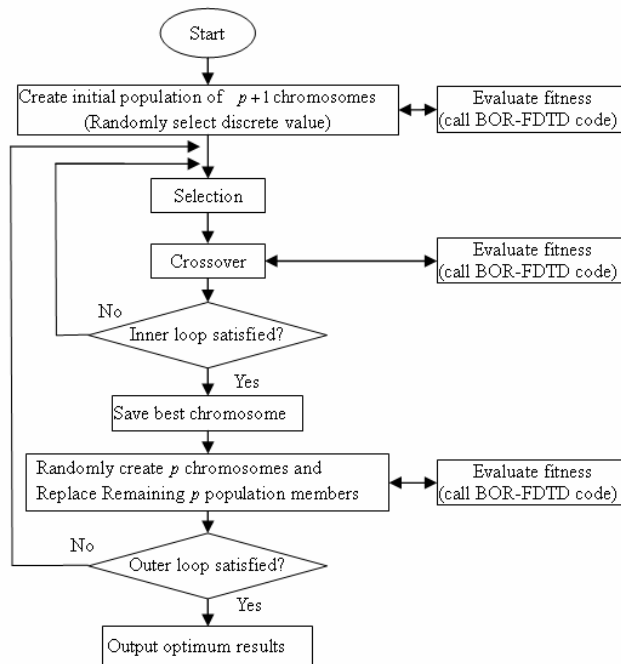 Start
Create initial population of p+1 chromosomes
(Randomly select discrete value)
Evaluate fitness
(call BOR-FDTD code)
Selection
Crossover
Evaluate fitness
(call BOR-FDTD code)
No
Inner loop satisfied?
Yes
Save best chromosome
Randomly create p chromosomes and
Replace Remaining p population members
Evaluate fitness
(call BOR-FDTD code)
No
Outer loop satisfied?
Yes
Output optimum results